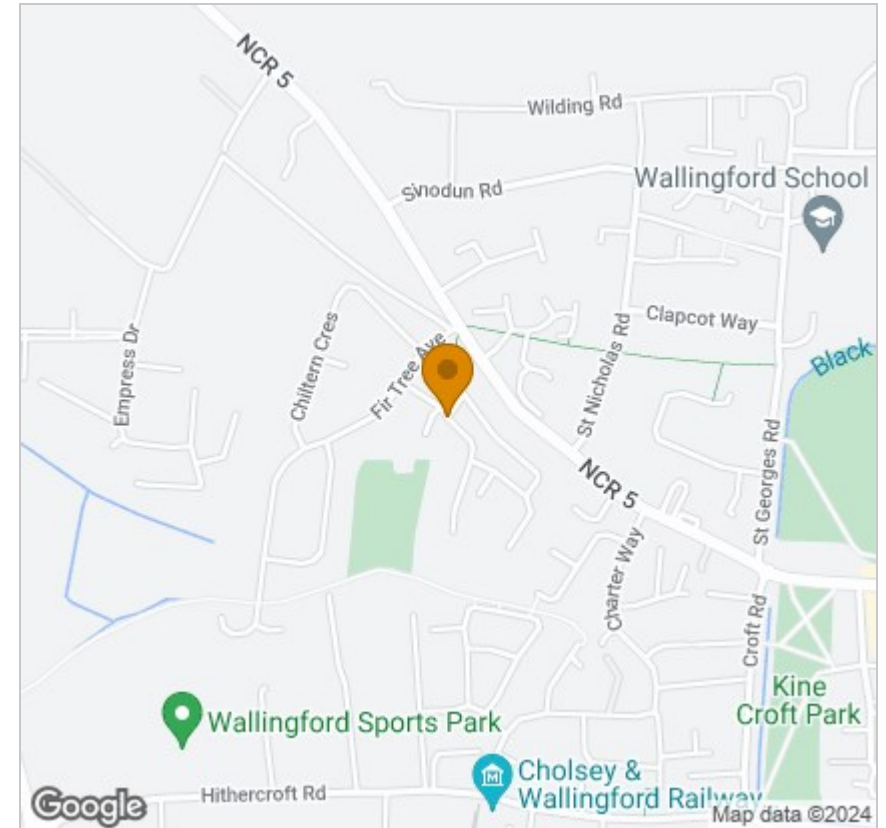 NCR 5
Wilding Rd
Sinodun Rd
Wallingford School
Clapcot Way
St Nicholas Rd
Black
Empress Dr
Chiltern Cres
Fir Tree Ave
NCR 5
St Georges Rd
Charter Way
Croft Rd
Kine
Croft Park
Wallingford Sports Park
Cholsey &
Wallingford Railway
Hithercroft Rd
Google
Map data ©2024